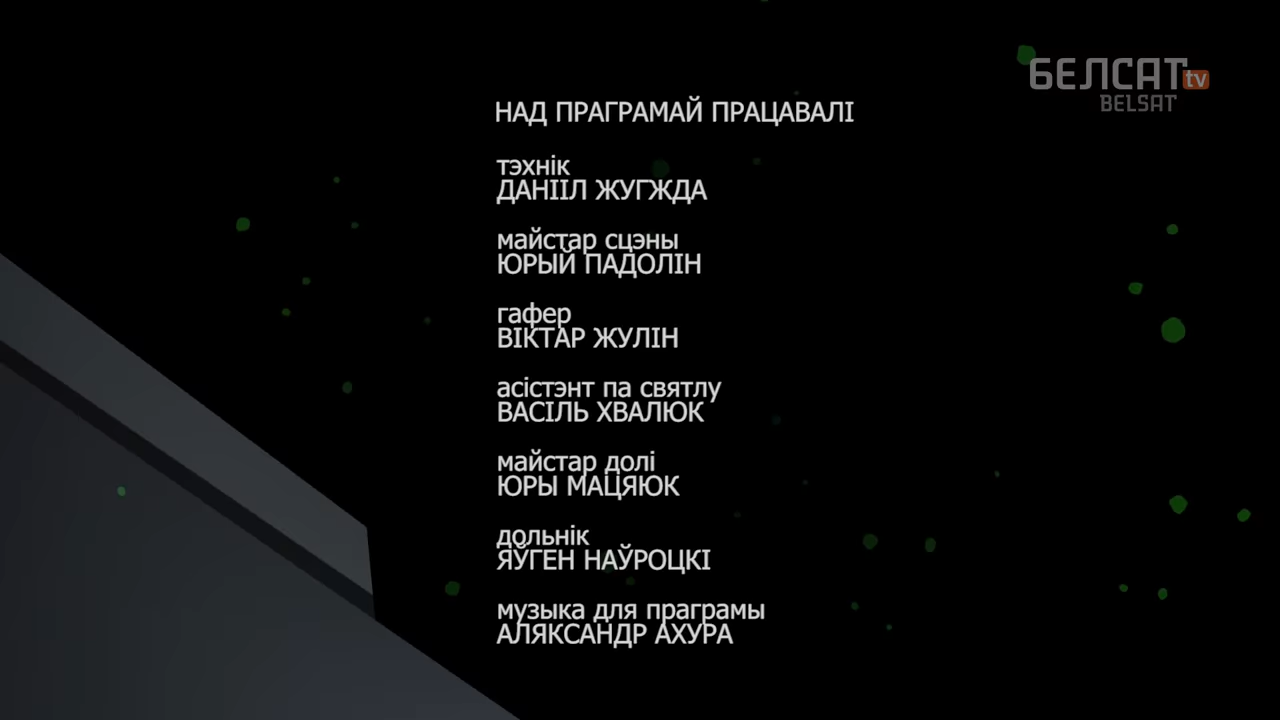 БЕЛСАТ tv
BELSAT
НАД ПРАГРАМАЙ ПРАЦАВАЛІ
тэхнік
ДАНІІЛ ЖУГЖДА
майстар сцэны
ЮРЫЙ ПАДОЛІН
гафер
ВІКТАР ЖУЛІН
асістэнт па святлу
ВАСІЛЬ ХВАЛЮК
майстар долі
ЮРЫ МАЦЯЮК
дольнік
ЯЎГЕН НАЎРОЦКІ
музыка для праграмы
АЛЯКСАНДР АХУРА